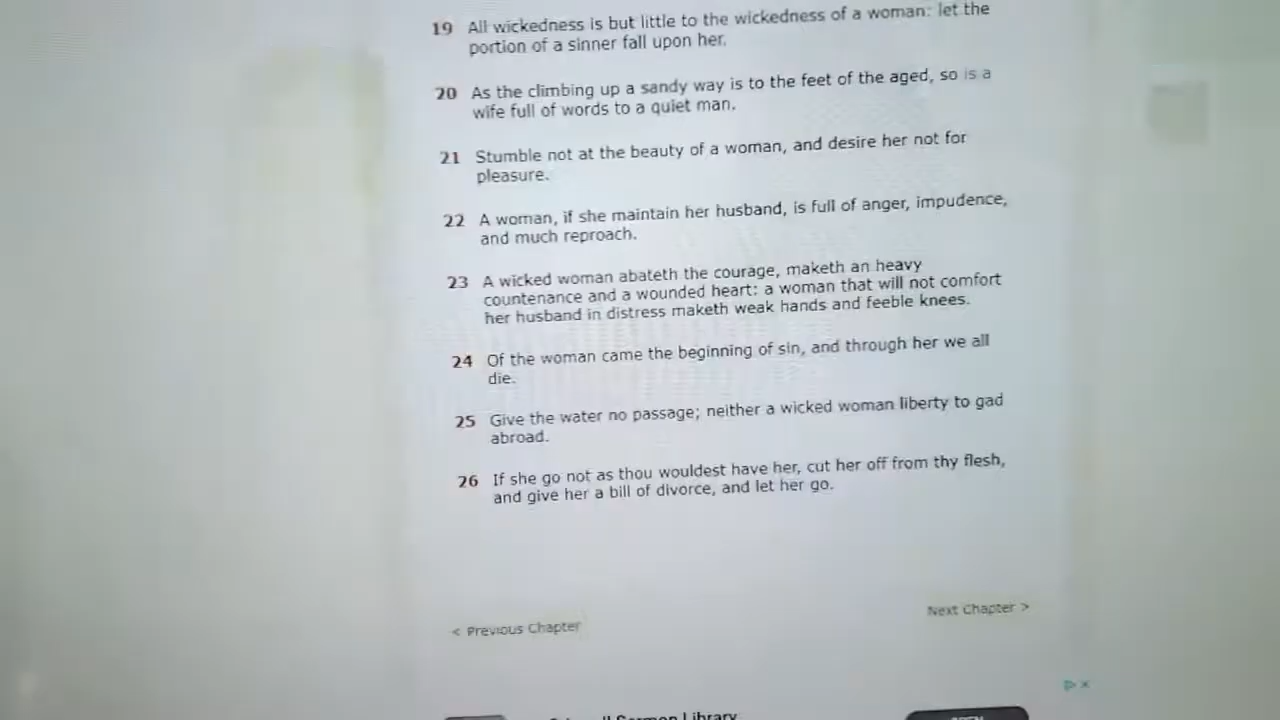 19 All wickedness is but little to the wickedness of a woman: let the
portion of a sinner fall upon her.
20 As the climbing up a sandy way is to the feet of the aged, so is a
wife full of words to a quiet man.
21 Stumble not at the beauty of a woman, and desire her not for
pleasure.
22 A woman, if she maintain her husband, is full of anger, impudence,
and much reproach.
23 A wicked woman abateth the courage, maketh an heavy
countenance and a wounded heart: a woman that will not comfort
her husband in distress maketh weak hands and feeble knees.
24 Of the woman came the beginning of sin, and through her we all
die.
25 Give the water no passage; neither a wicked woman liberty to gad
abroad.
26 If she go not as thou wouldest have her, cut her off from thy flesh,
and give her a bill of divorce, and let her go.
Next Chapter >
< Previous Chapter
Sermon Library